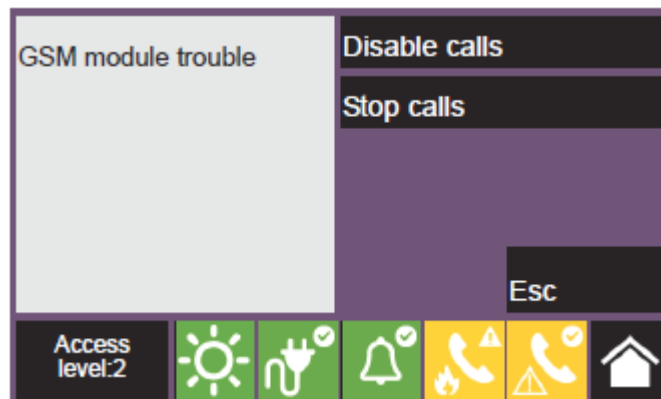 GSM module trouble
Disable calls
Stop calls
Esc
Access
level:2